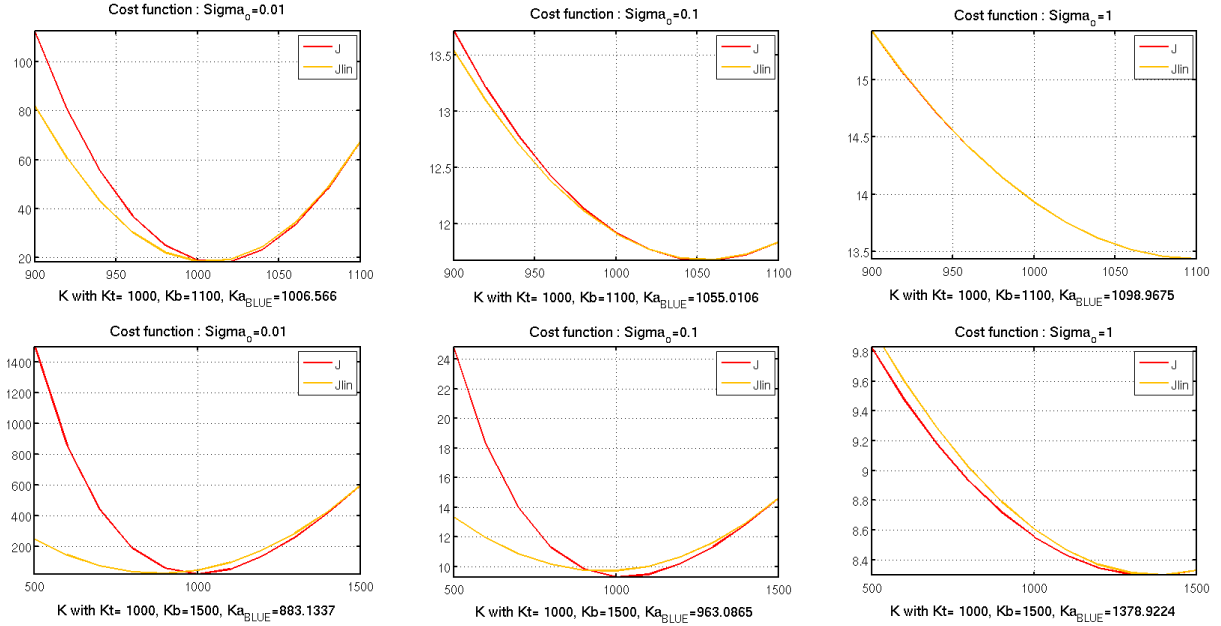 Cost function : Sigma₀=0.01
J
Jlin
100
80
60
40
20
900 950 1000 1050 1100
K with Kt= 1000, Kb=1100, Ka_BLUE=1006.566
Cost function : Sigma₀=0.1
J
Jlin
13.5
13
12.5
12
900 950 1000 1050 1100
K with Kt= 1000, Kb=1100, Ka_BLUE=1055.0106
Cost function : Sigma₀=1
J
Jlin
15
14.5
14
13.5
900 950 1000 1050 1100
K with Kt= 1000, Kb=1100, Ka_BLUE=1098.9675
Cost function : Sigma₀=0.01
J
Jlin
1400
1200
1000
800
600
400
200
500 1000 1500
K with Kt= 1000, Kb=1500, Ka_BLUE=883.1337
Cost function : Sigma₀=0.1
J
Jlin
24
22
20
18
16
14
12
10
500 1000 1500
K with Kt= 1000, Kb=1500, Ka_BLUE=963.0865
Cost function : Sigma₀=1
J
Jlin
9.8
9.6
9.4
9.2
9
8.8
8.6
8.4
500 1000 1500
K with Kt= 1000, Kb=1500, Ka_BLUE=1378.9224